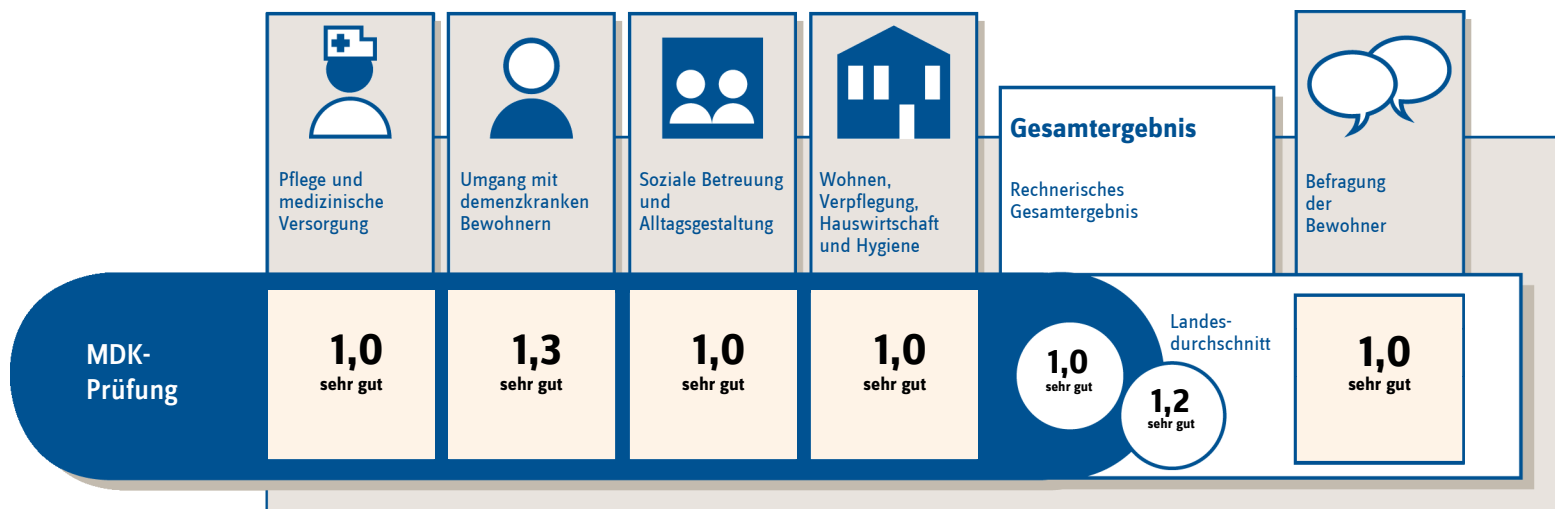 Pflege und
medizinische
Versorgung
Umgang mit
demenzkranken
Bewohnern
Soziale Betreuung
und
Alltagsgestaltung
Wohnen,
Verpflegung,
Hauswirtschaft
und Hygiene
Gesamtergebnis
Rechnerisches
Gesamtergebnis
Befragung
der
Bewohner
MDK-
Prüfung
1,0
sehr gut
1,3
sehr gut
1,0
sehr gut
1,0
sehr gut
1,0
sehr gut
Landes-
durchschnitt
1,2
sehr gut
1,0
sehr gut